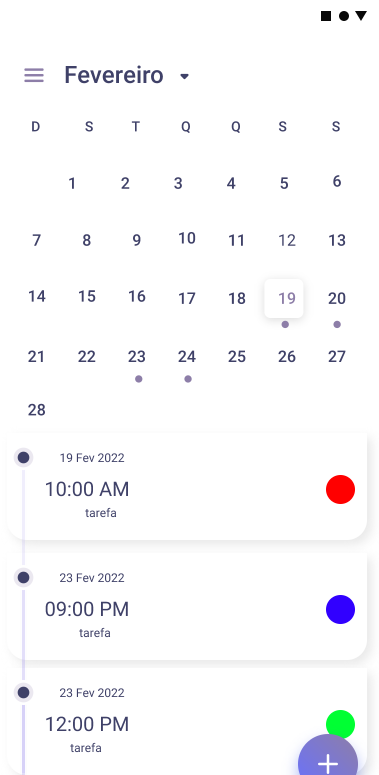 Fevereiro
D S T Q Q S S
1 2 3 4 5 6
7 8 9 10 11 12 13
14 15 16 17 18 19 20
21 22 23 24 25 26 27
28
19 Fev 2022
10:00 AM
tarefa
23 Fev 2022
09:00 PM
tarefa
23 Fev 2022
12:00 PM
tarefa